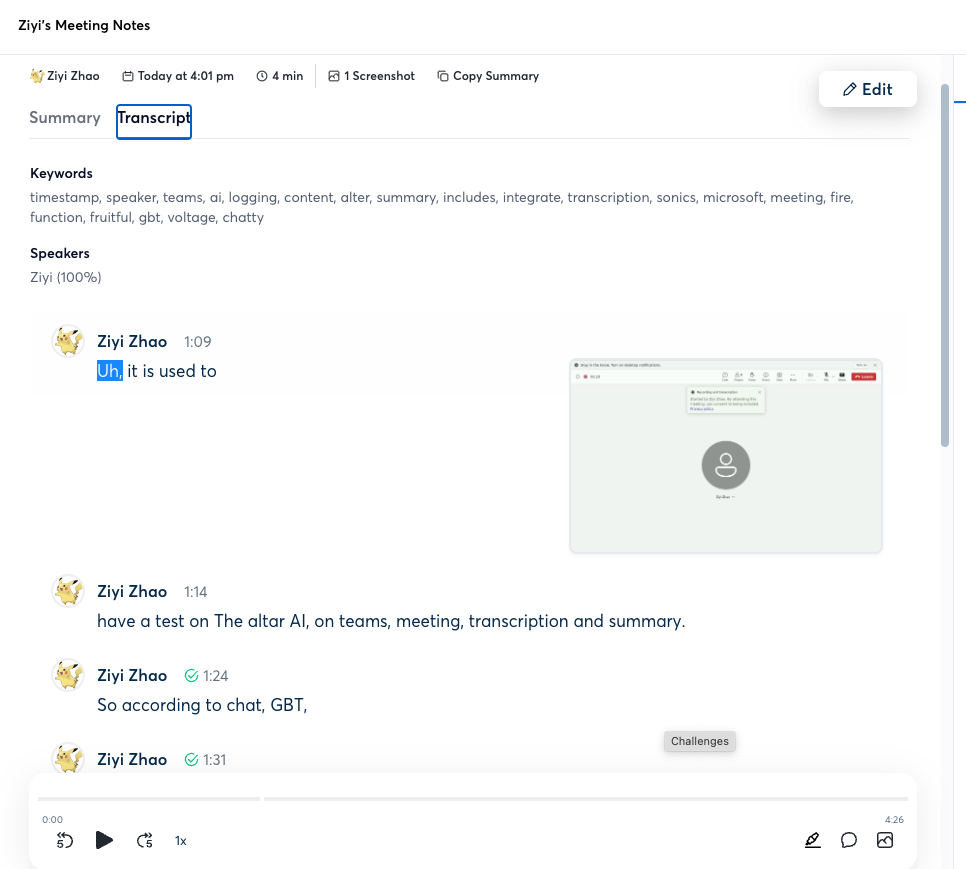 Ziyi's Meeting Notes
Ziyi Zhao Today at 4:01 pm 4 min 1 Screenshot Copy Summary
Edit
Summary Transcript
Keywords
timestamp, speaker, teams, ai, logging, content, alter, summary, includes, integrate, transcription, sonics, microsoft, meeting, fire,
function, fruitful, gbt, voltage, chatty
Speakers
Ziyi (100%)
Ziyi Zhao 1:09
Uh, it is used to
Ziyi Zhao 1:14
have a test on The altar AI, on teams, meeting, transcription and summary.
Ziyi Zhao 1:24
So according to chat, GBT,
Challenges
Ziyi Zhao 1:31
0:00 4:26
5 5 1x